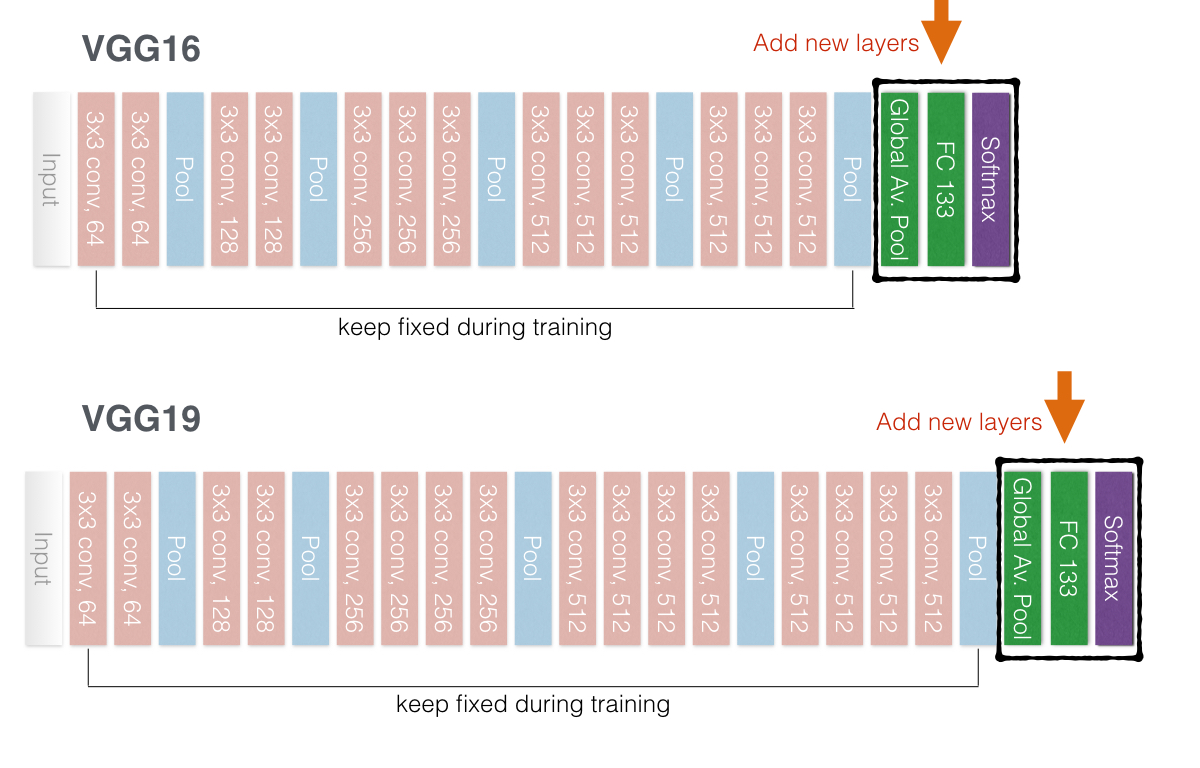 VGG16
Add new layers
Input
3x3 conv, 64
3x3 conv, 64
Pool
3x3 conv, 128
3x3 conv, 128
Pool
3x3 conv, 256
3x3 conv, 256
3x3 conv, 256
Pool
3x3 conv, 512
3x3 conv, 512
3x3 conv, 512
Pool
3x3 conv, 512
3x3 conv, 512
3x3 conv, 512
Pool
Global Av. Pool
FC 133
Softmax
keep fixed during training
VGG19
Add new layers
Input
3x3 conv, 64
3x3 conv, 64
Pool
3x3 conv, 128
3x3 conv, 128
Pool
3x3 conv, 256
3x3 conv, 256
3x3 conv, 256
3x3 conv, 256
Pool
3x3 conv, 512
3x3 conv, 512
3x3 conv, 512
3x3 conv, 512
Pool
3x3 conv, 512
3x3 conv, 512
3x3 conv, 512
3x3 conv, 512
Pool
Global Av. Pool
FC 133
Softmax
keep fixed during training